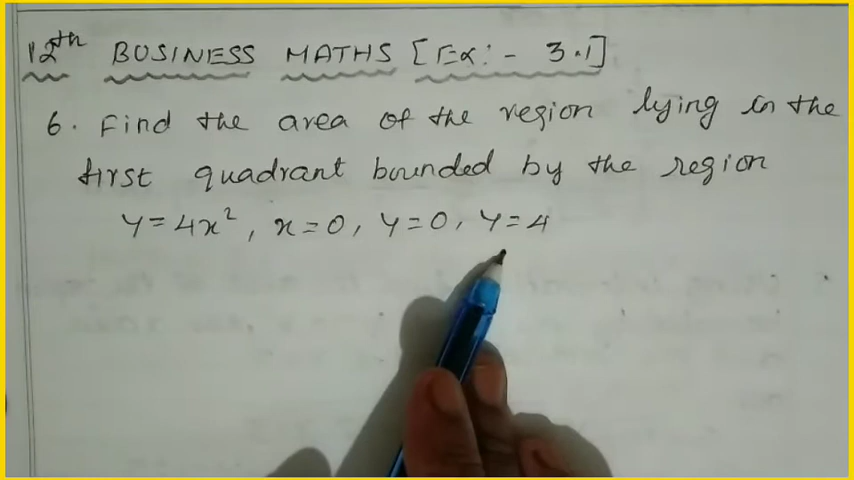 12th BUSINESS MATHS [Ex:- 3.1]
6. Find the area of the region lying in the
first quadrant bounded by the region
y=4x², x=0, y=0, y=4